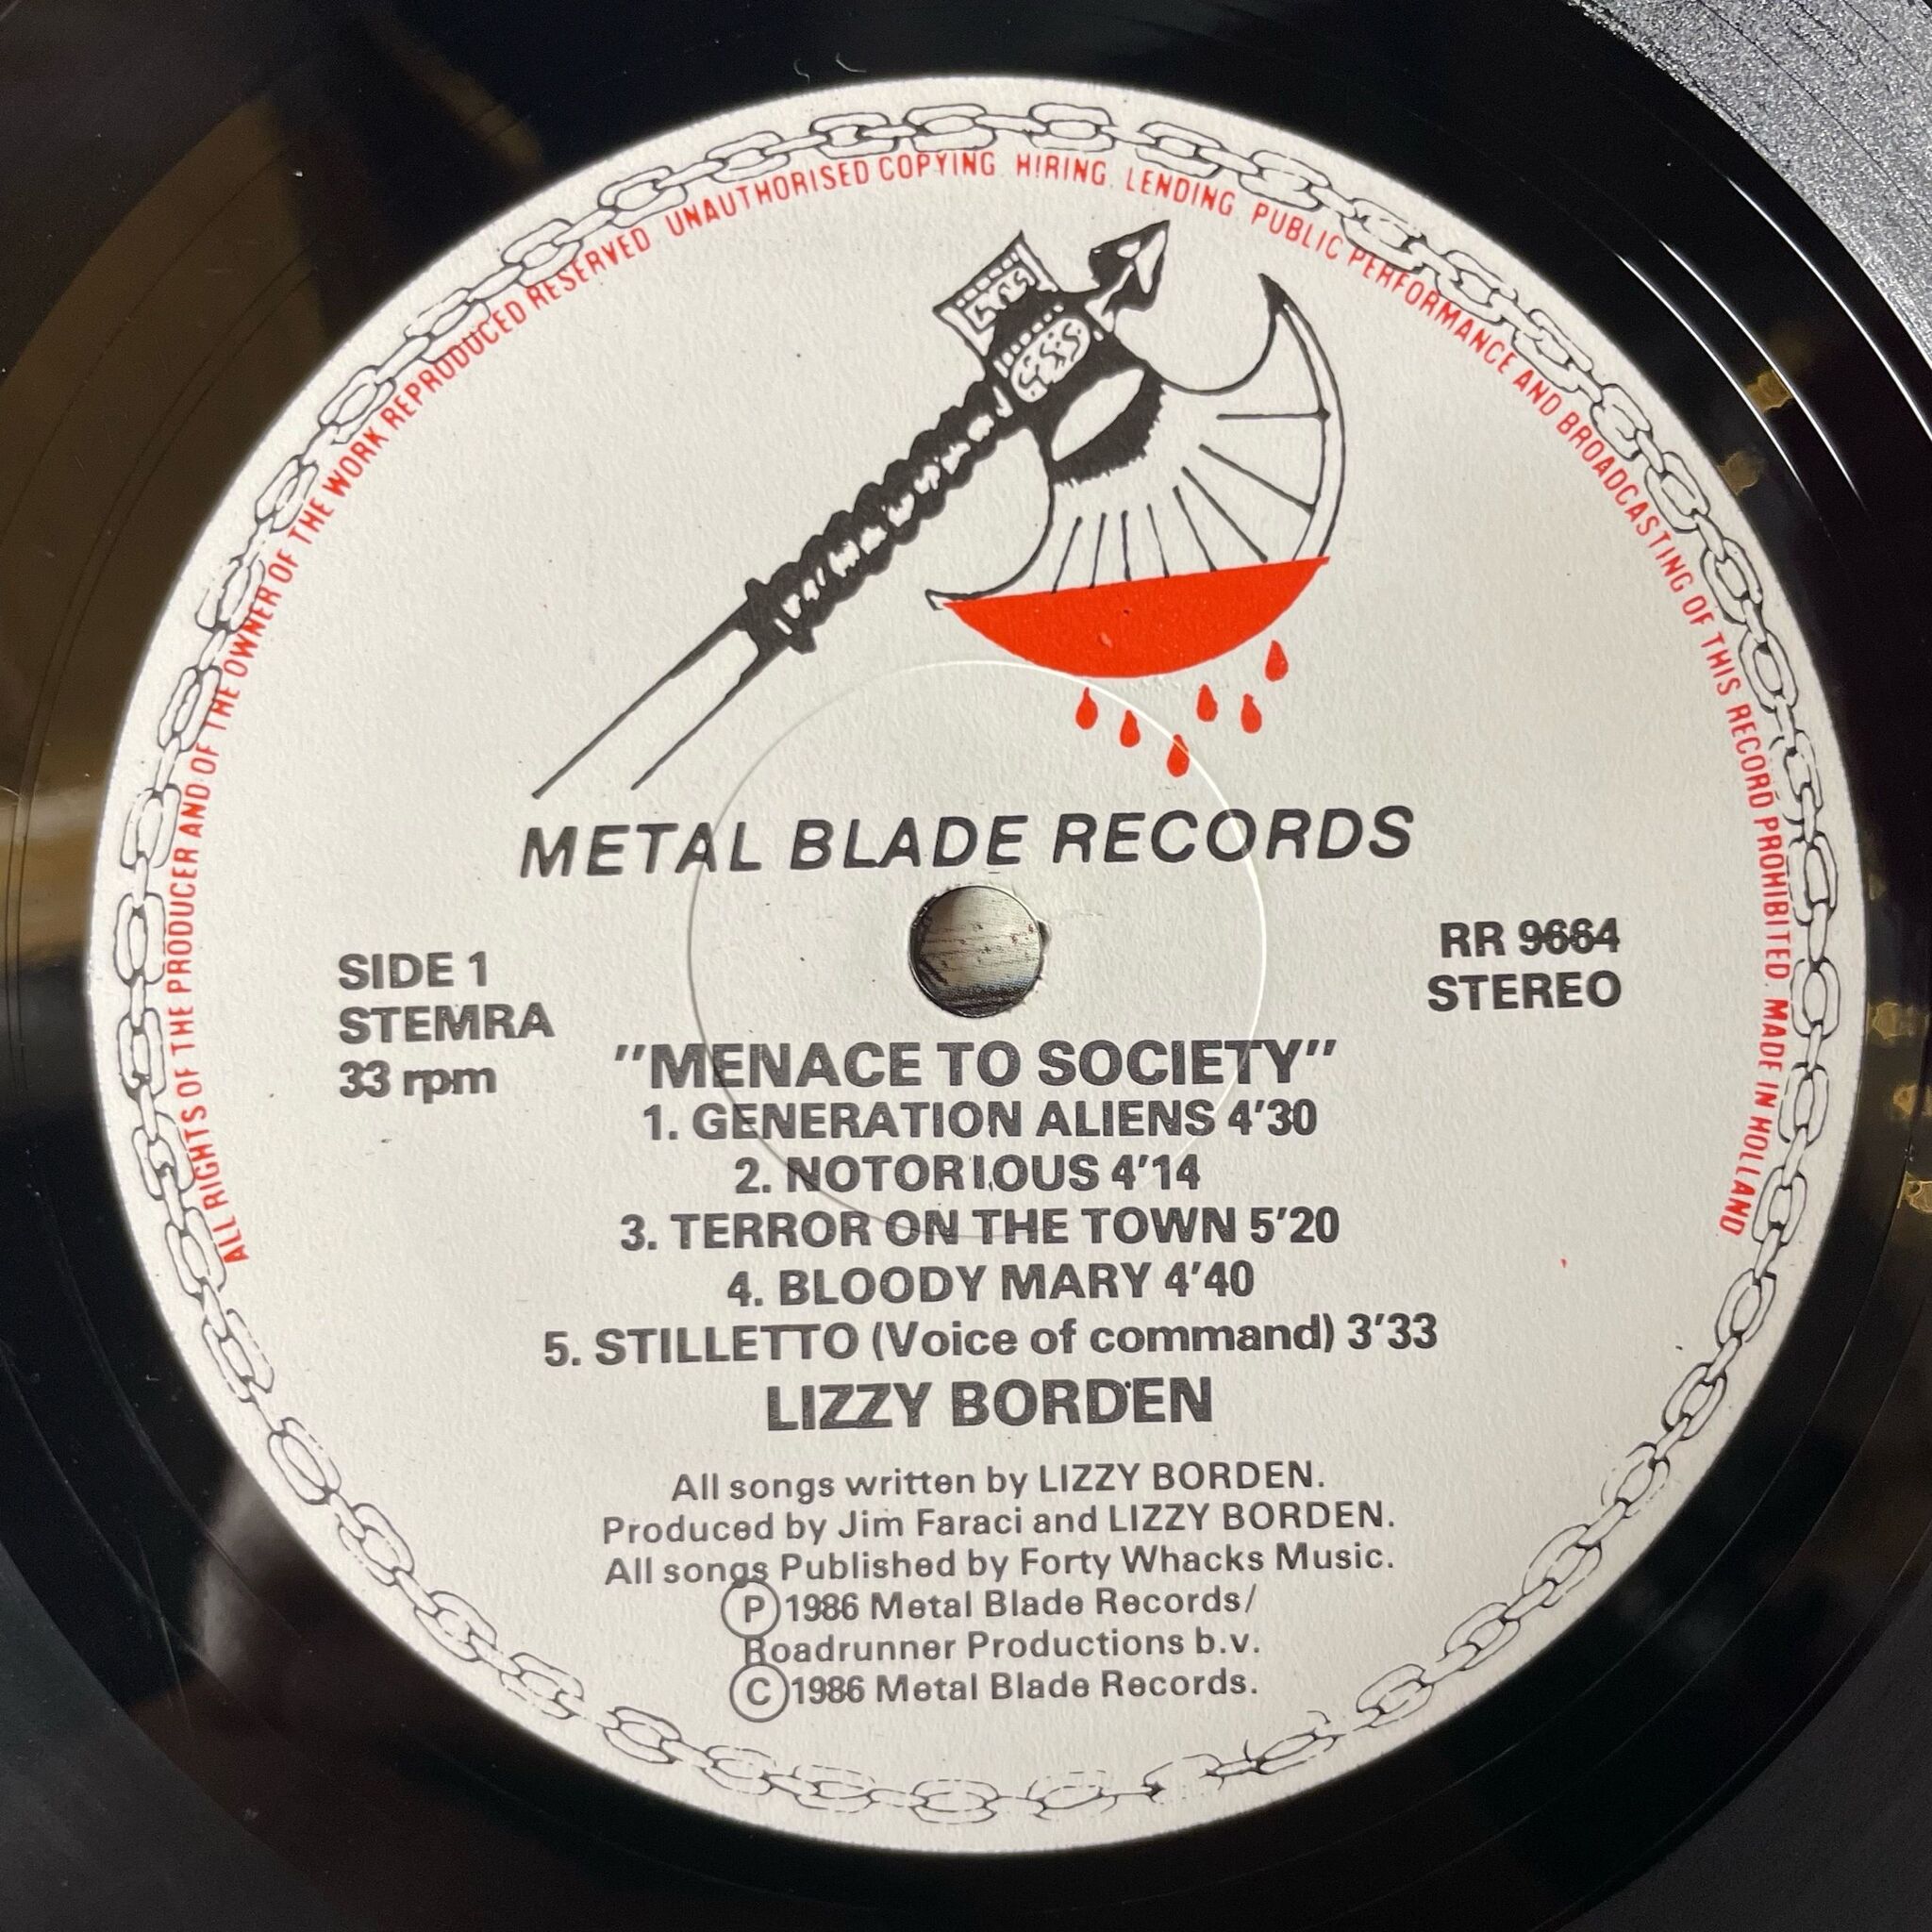 ALL RIGHTS OF THE PRODUCER AND OF THE OWNER OF THE WORK REPRODUCED RESERVED UNAUTHORISED COPYING HIRING. LENDING PUBLIC PERFORMANCE AND BROADCASTING OF THIS RECORD PROHIBITED. MADE IN HOLLAND
METAL BLADE RECORDS
SIDE 1
STEMRA
33 rpm
RR 9664
STEREO
"MENACE TO SOCIETY"
1. GENERATION ALIENS 4'30
2. NOTORIOUS 4'14
3. TERROR ON THE TOWN 5'20
4. BLOODY MARY 4'40
5. STILLETTO (Voice of command) 3'33
LIZZY BORDEN
All songs written by LIZZY BORDEN.
Produced by Jim Faraci and LIZZY BORDEN.
All songs Published by Forty Whacks Music.
Ⓟ1986 Metal Blade Records/
Roadrunner Productions b.v.
Ⓒ1986 Metal Blade Records.